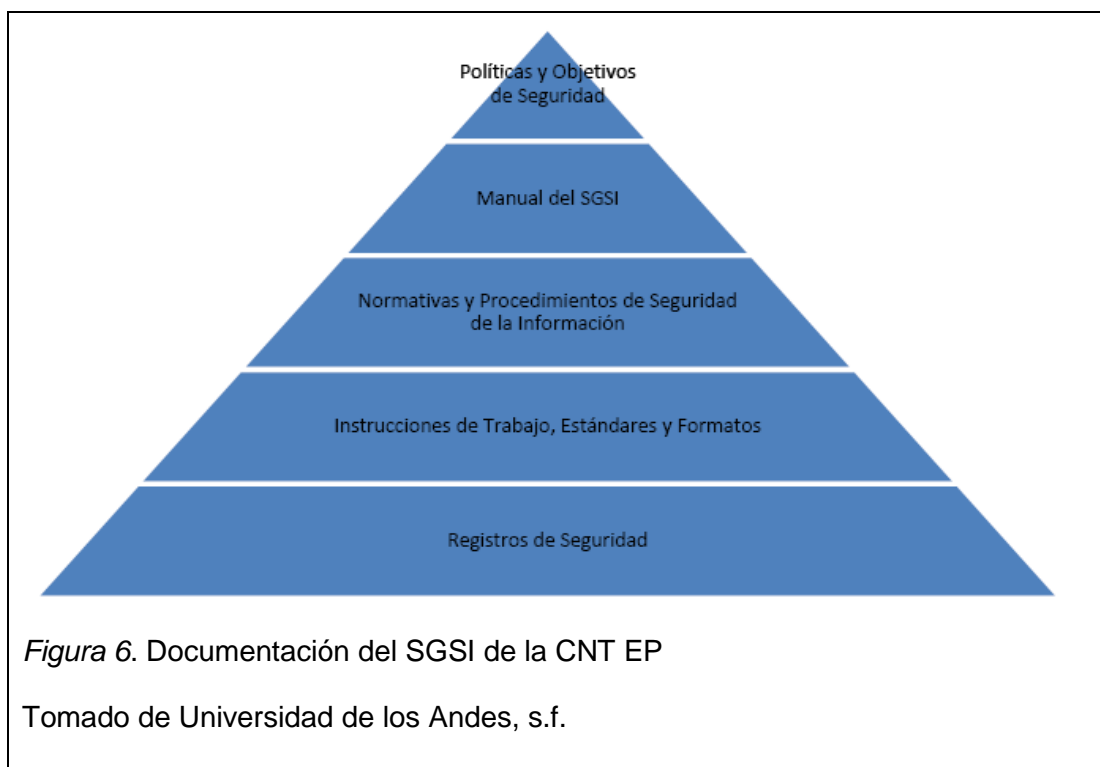 Políticas y Objetivos
de Seguridad
Manual del SGSI
Normativas y Procedimientos de Seguridad
de la Información
Instrucciones de Trabajo, Estándares y Formatos
Registros de Seguridad
Figura 6. Documentación del SGSI de la CNT EP
Tomado de Universidad de los Andes, s.f.